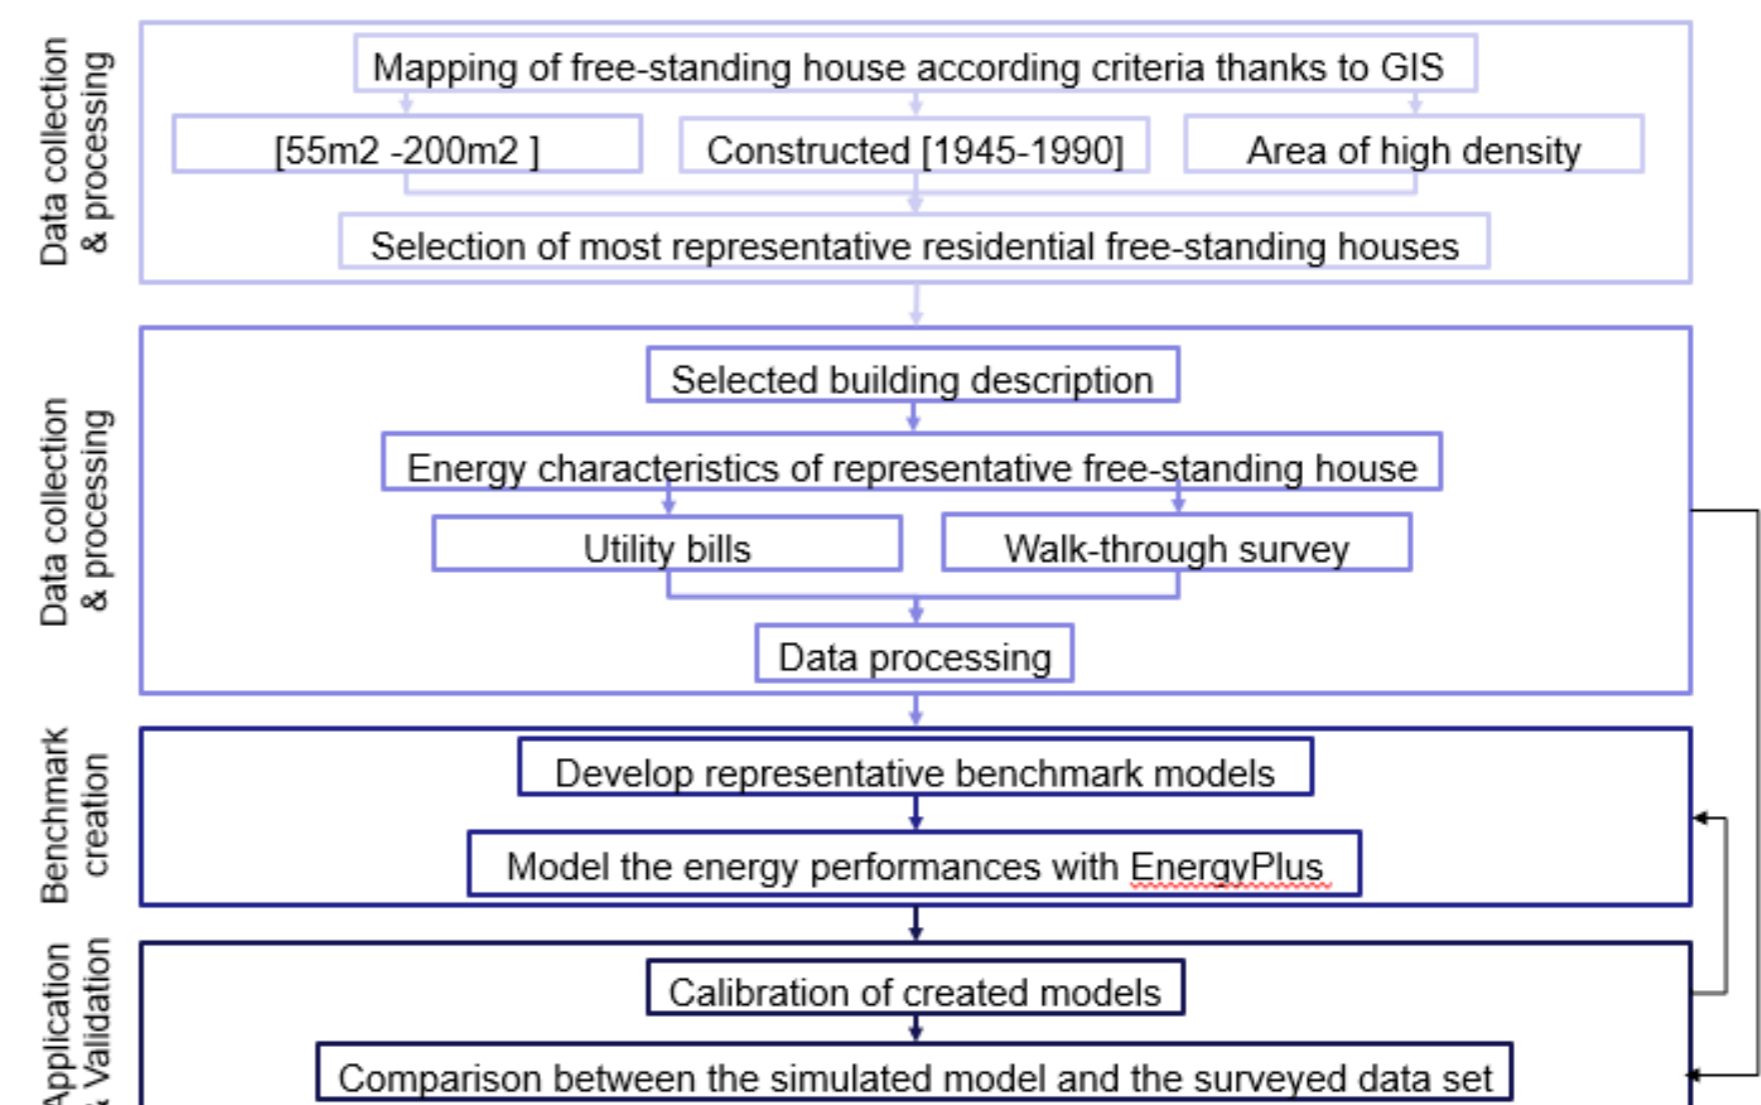 Data collection
& processing
Mapping of free-standing house according criteria thanks to GIS
[55m2 -200m2 ]
Constructed [1945-1990]
Area of high density
Selection of most representative residential free-standing houses
Data collection
& processing
Selected building description
Energy characteristics of representative free-standing house
Utility bills
Walk-through survey
Data processing
Benchmark
creation
Develop representative benchmark models
Model the energy performances with EnergyPlus
Application
& Validation
Calibration of created models
Comparison between the simulated model and the surveyed data set